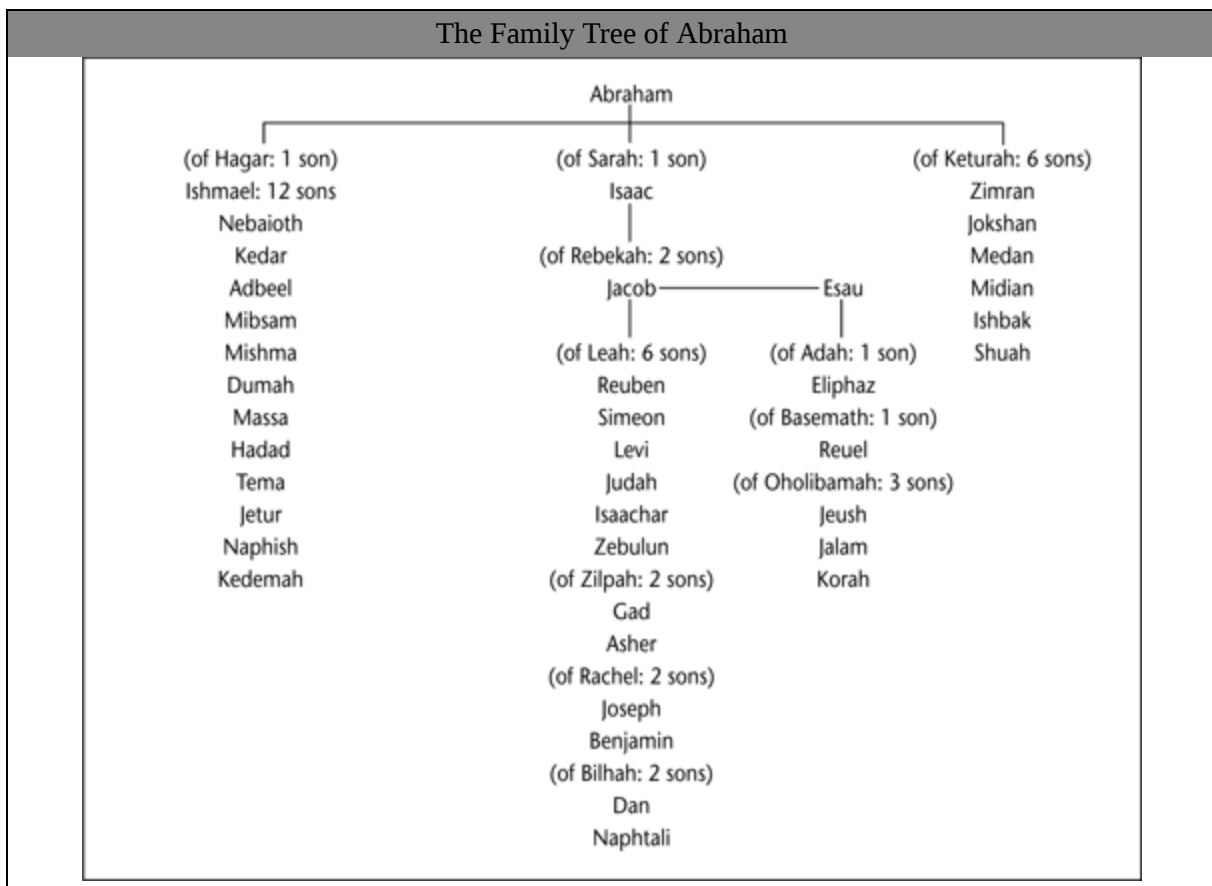 The Family Tree of Abraham
Abraham
(of Hagar: 1 son) (of Sarah: 1 son) (of Keturah: 6 sons)
Ishmael: 12 sons Isaac Zimran
Nebaioth Jokshan
Kedar (of Rebekah: 2 sons) Medan
Adbeel Jacob Esau Midian
Mibsam Ishbak
Mishma (of Leah: 6 sons) (of Adah: 1 son) Shuah
Dumah Reuben Eliphaz
Massa Simeon (of Basemath: 1 son)
Hadad Levi Reuel
Tema Judah (of Oholibamah: 3 sons)
Jetur Isaachar Jeush
Naphish Zebulun Jalam
Kedemah (of Zilpah: 2 sons) Korah
Gad
Asher
(of Rachel: 2 sons)
Joseph
Benjamin
(of Bilhah: 2 sons)
Dan
Naphtali